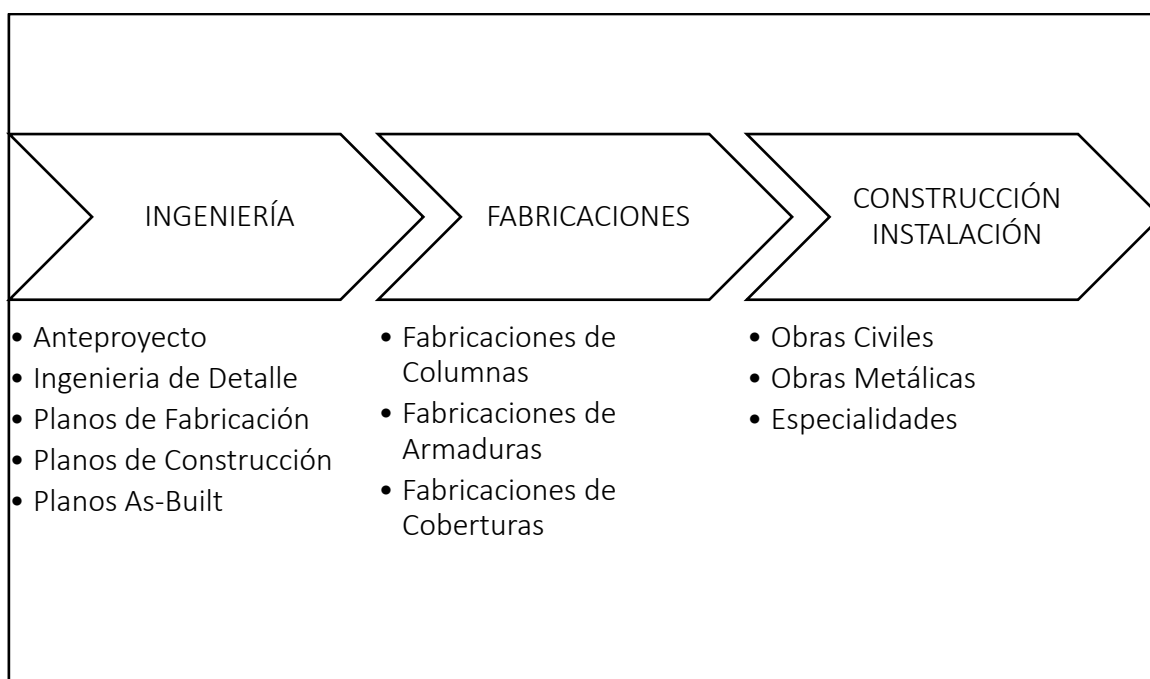 INGENIERÍA
• Anteproyecto
• Ingenieria de Detalle
• Planos de Fabricación
• Planos de Construcción
• Planos As-Built
FABRICACIONES
• Fabricaciones de
Columnas
• Fabricaciones de
Armaduras
• Fabricaciones de
Coberturas
CONSTRUCCIÓN
INSTALACIÓN
• Obras Civiles
• Obras Metálicas
• Especialidades